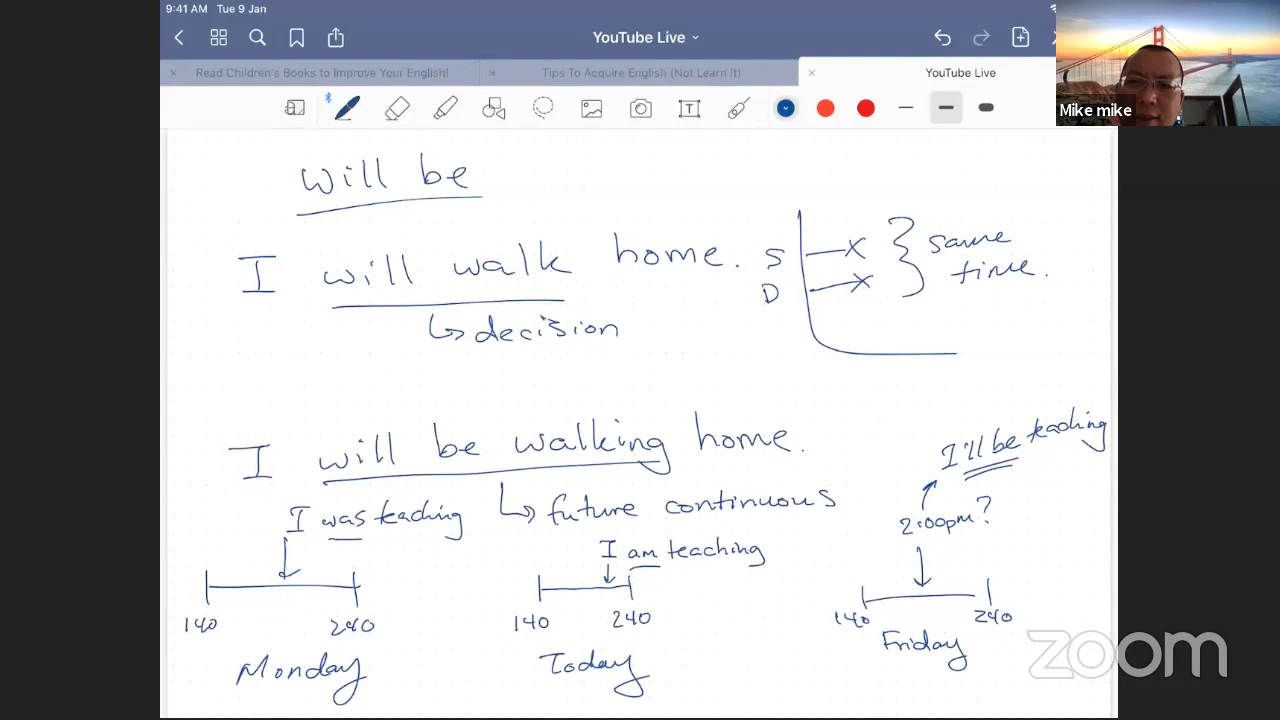 9:41 AM Tue 9 Jan
YouTube Live
Read Children's Books to Improve Your English!
Tips To Acquire English (Not Learn It)
YouTube Live
Mike mike
will be
I will walk home.
S
D
same
time.
decision
I will be walking home.
I'll be teaching
I was teaching
future continuous
2:00pm?
I am teaching
140
240
140
240
140
240
Monday
Today
Friday
zoom